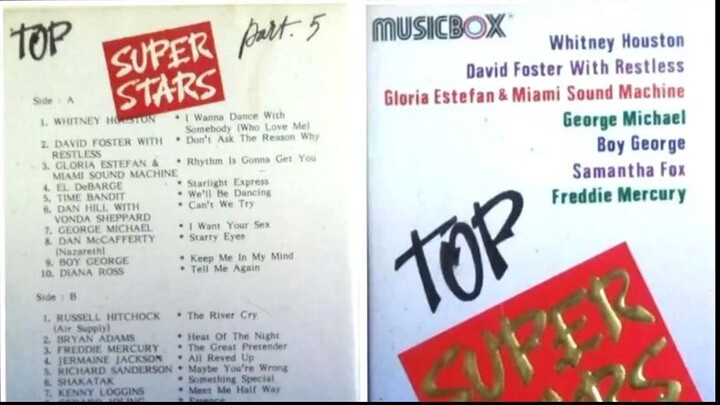 TOP
SUPER
STARS
part. 5
Side : A
1. WHITNEY HOUSTON * I Wanna Dance With
Somebody (Who Love Me)
2. DAVID FOSTER WITH * Don't Ask The Reason Why
RESTLESS
3. GLORIA ESTEFAN & * Rhythm Is Gonna Get You
MIAMI SOUND MACHINE
4. EL DeBARGE * Starlight Express
5. TIME BANDIT * We'll Be Dancing
6. DAN HILL WITH * Can't We Try
VONDA SHEPPARD
7. GEORGE MICHAEL * I Want Your Sex
8. DAN McCAFFERTY * Starry Eyes
(Nazareth)
9. BOY GEORGE * Keep Me In My Mind
10. DIANA ROSS * Tell Me Again
Side : B
1. RUSSELL HITCHOCK * The River Cry
(Air Supply)
2. BRYAN ADAMS * Heat Of The Night
3. FREDDIE MERCURY * The Great Pretender
4. JERMAINE JACKSON * All Reved Up
5. RICHARD SANDERSON * Maybe You're Wrong
6. SHAKATAK * Something Special
7. KENNY LOGGINS * Meet Me Half Way
MUSICBOX
Whitney Houston
David Foster With Restless
Gloria Estefan & Miami Sound Machine
George Michael
Boy George
Samantha Fox
Freddie Mercury
TOP
SUPER
STARS